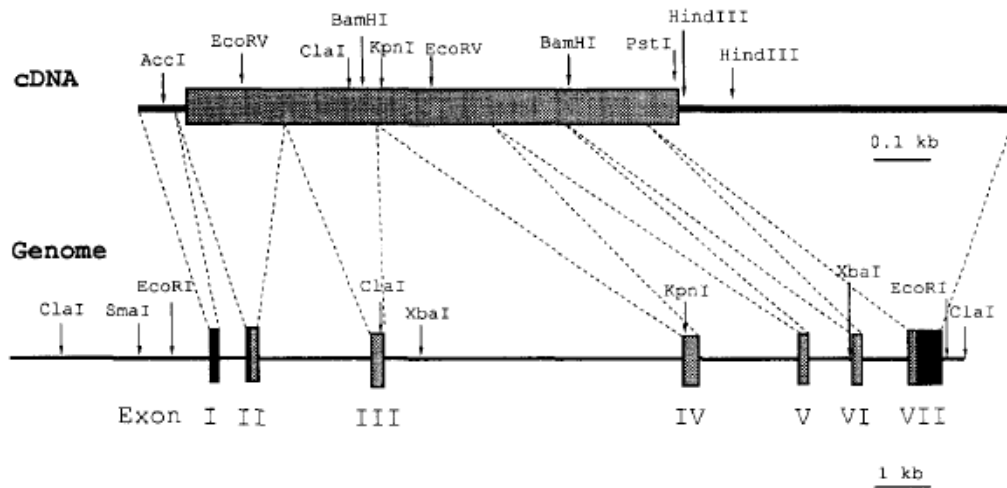 HindIII
BamHI
EcoRV
ClaI
KpnI
EcoRV
BamHI
PstI
HindIII
AccI
cDNA
0.1 kb
Genome
XbaI
EcoRI
ClaI
KpnI
EcoRI
ClaI
SmaI
XbaI
ClaI
Exon I II III IV V VI VII
1 kb